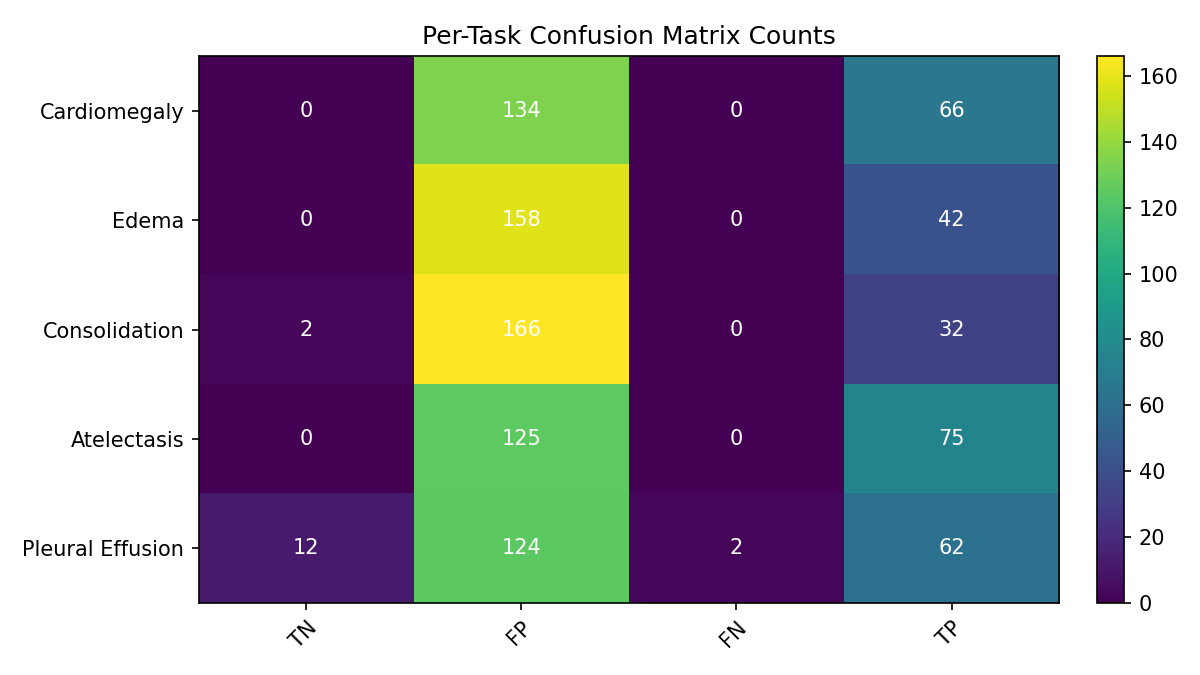 Per-Task Confusion Matrix Counts
Cardiomegaly 0 134 0 66
Edema 0 158 0 42
Consolidation 2 166 0 32
Atelectasis 0 125 0 75
Pleural Effusion 12 124 2 62
TN FP FN TP
160
140
120
100
80
60
40
20
0